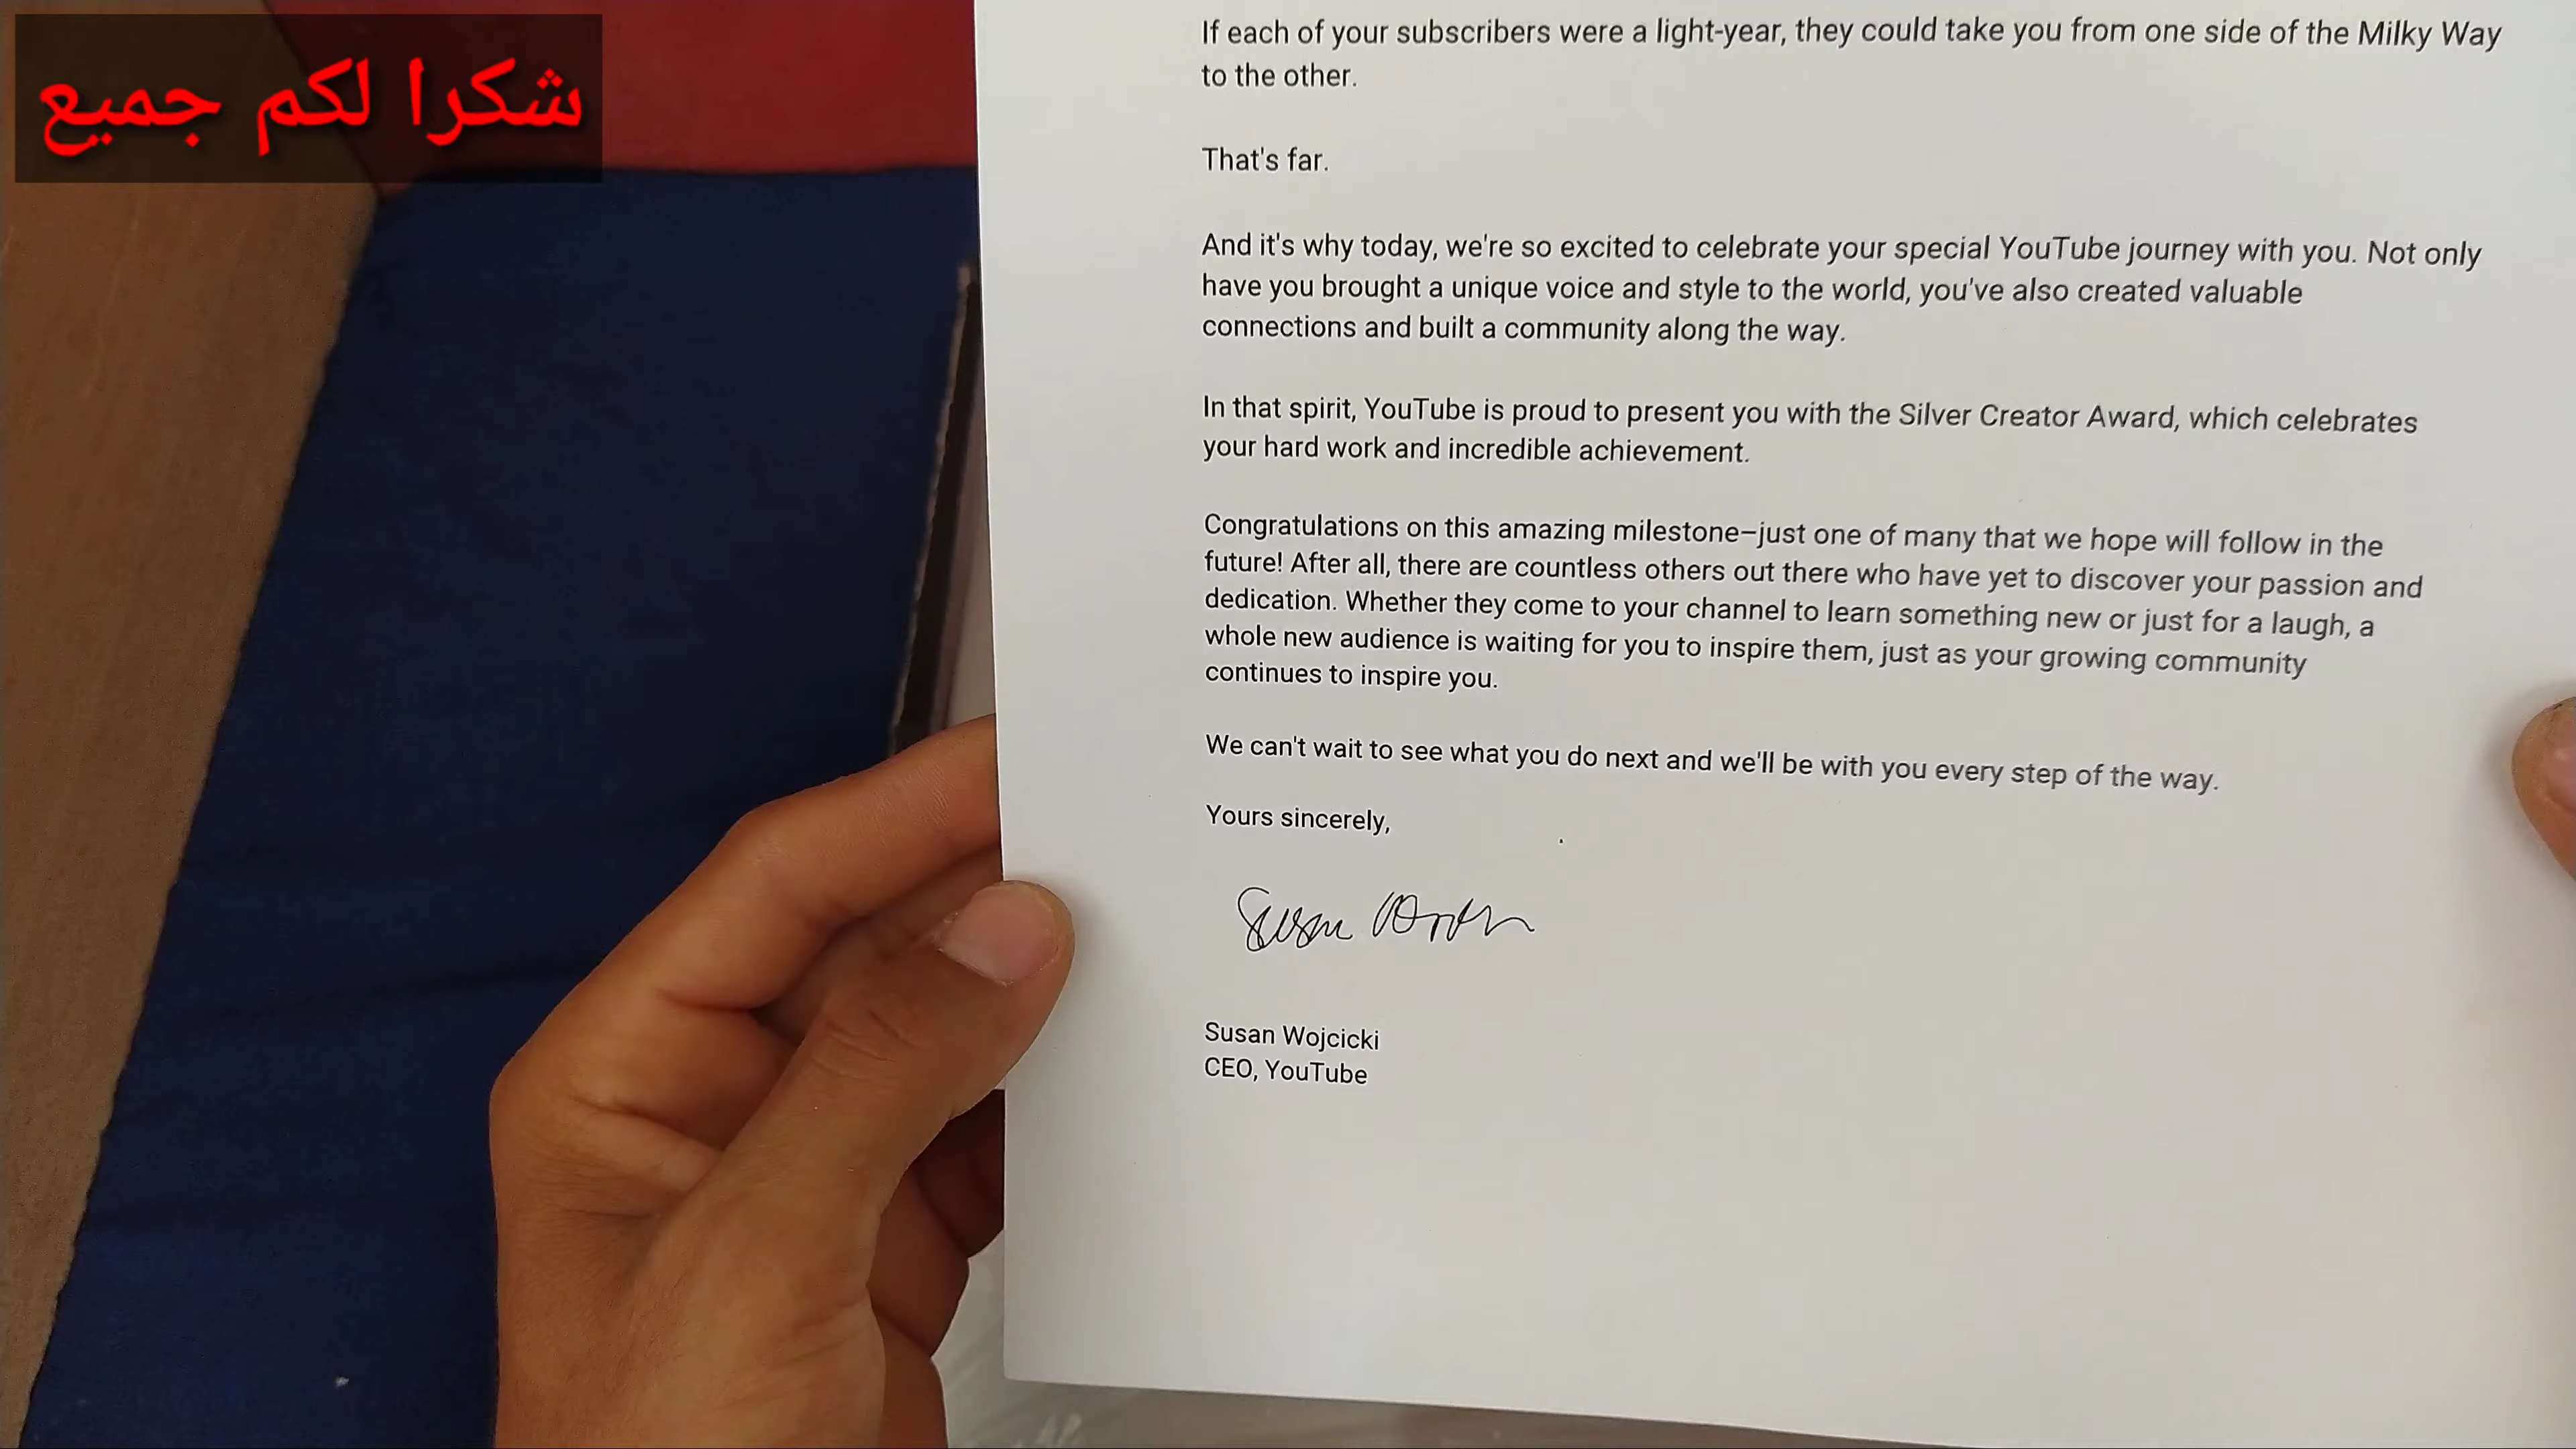 شكرا لكم جميع
If each of your subscribers were a light-year, they could take you from one side of the Milky Way
to the other.
That's far.
And it's why today, we're so excited to celebrate your special YouTube journey with you. Not only
have you brought a unique voice and style to the world, you've also created valuable
connections and built a community along the way.
In that spirit, YouTube is proud to present you with the Silver Creator Award, which celebrates
your hard work and incredible achievement.
Congratulations on this amazing milestone–just one of many that we hope will follow in the
future! After all, there are countless others out there who have yet to discover your passion and
dedication. Whether they come to your channel to learn something new or just for a laugh, a
whole new audience is waiting for you to inspire them, just as your growing community
continues to inspire you.
We can't wait to see what you do next and we'll be with you every step of the way.
Yours sincerely,
Susan
Susan Wojcicki
CEO, YouTube